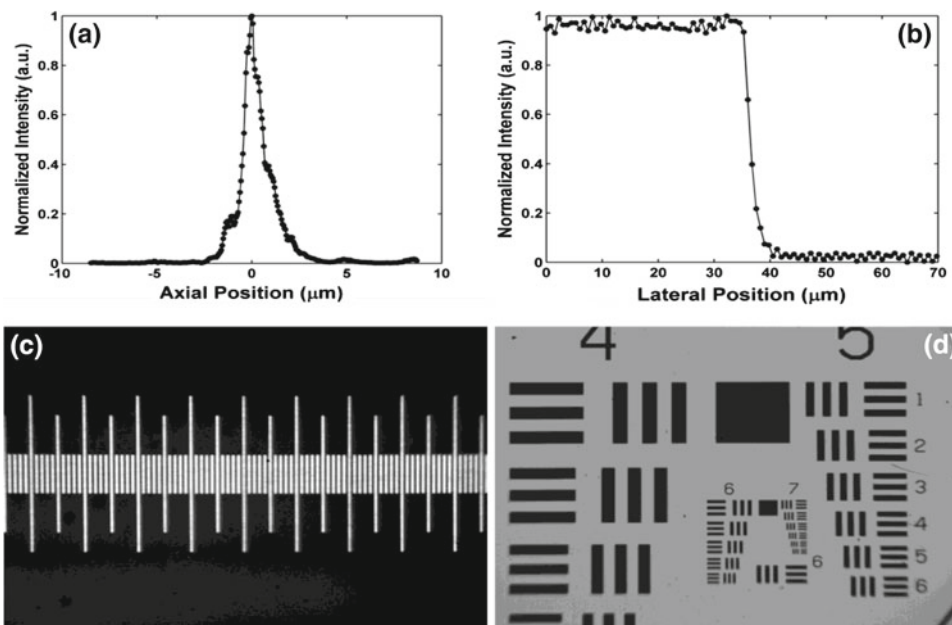 (a)
1
0.8
0.6
0.4
0.2
0
Normalized Intensity (a.u.)
-10 -5 0 5 10
Axial Position (μm)
(b)
1
0.8
0.6
0.4
0.2
0
Normalized Intensity (a.u.)
0 10 20 30 40 50 60 70
Lateral Position (μm)
(c)
(d)
4 5
1
2
3
4
5
6
6 7
6